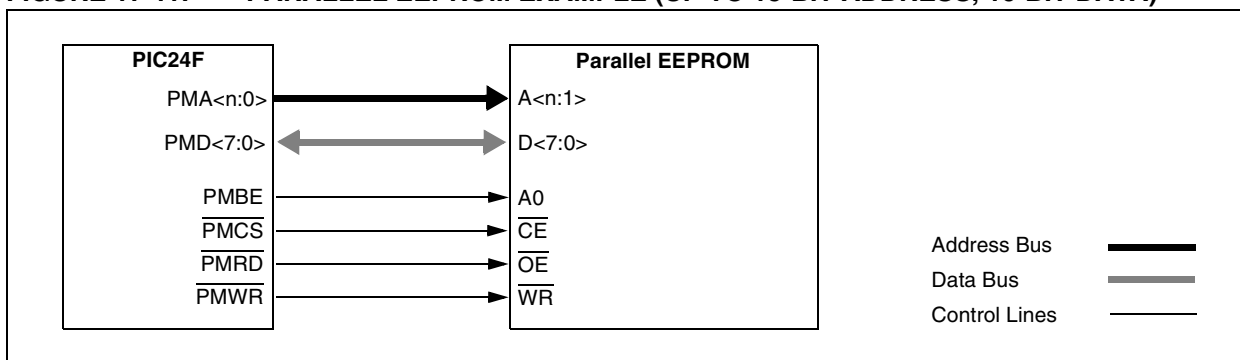 PIC24F
Parallel EEPROM
PMA<n:0>
A<n:1>
PMD<7:0>
D<7:0>
PMBE
A0
PMCS
CE
PMRD
OE
PMWR
WR
Address Bus
Data Bus
Control Lines